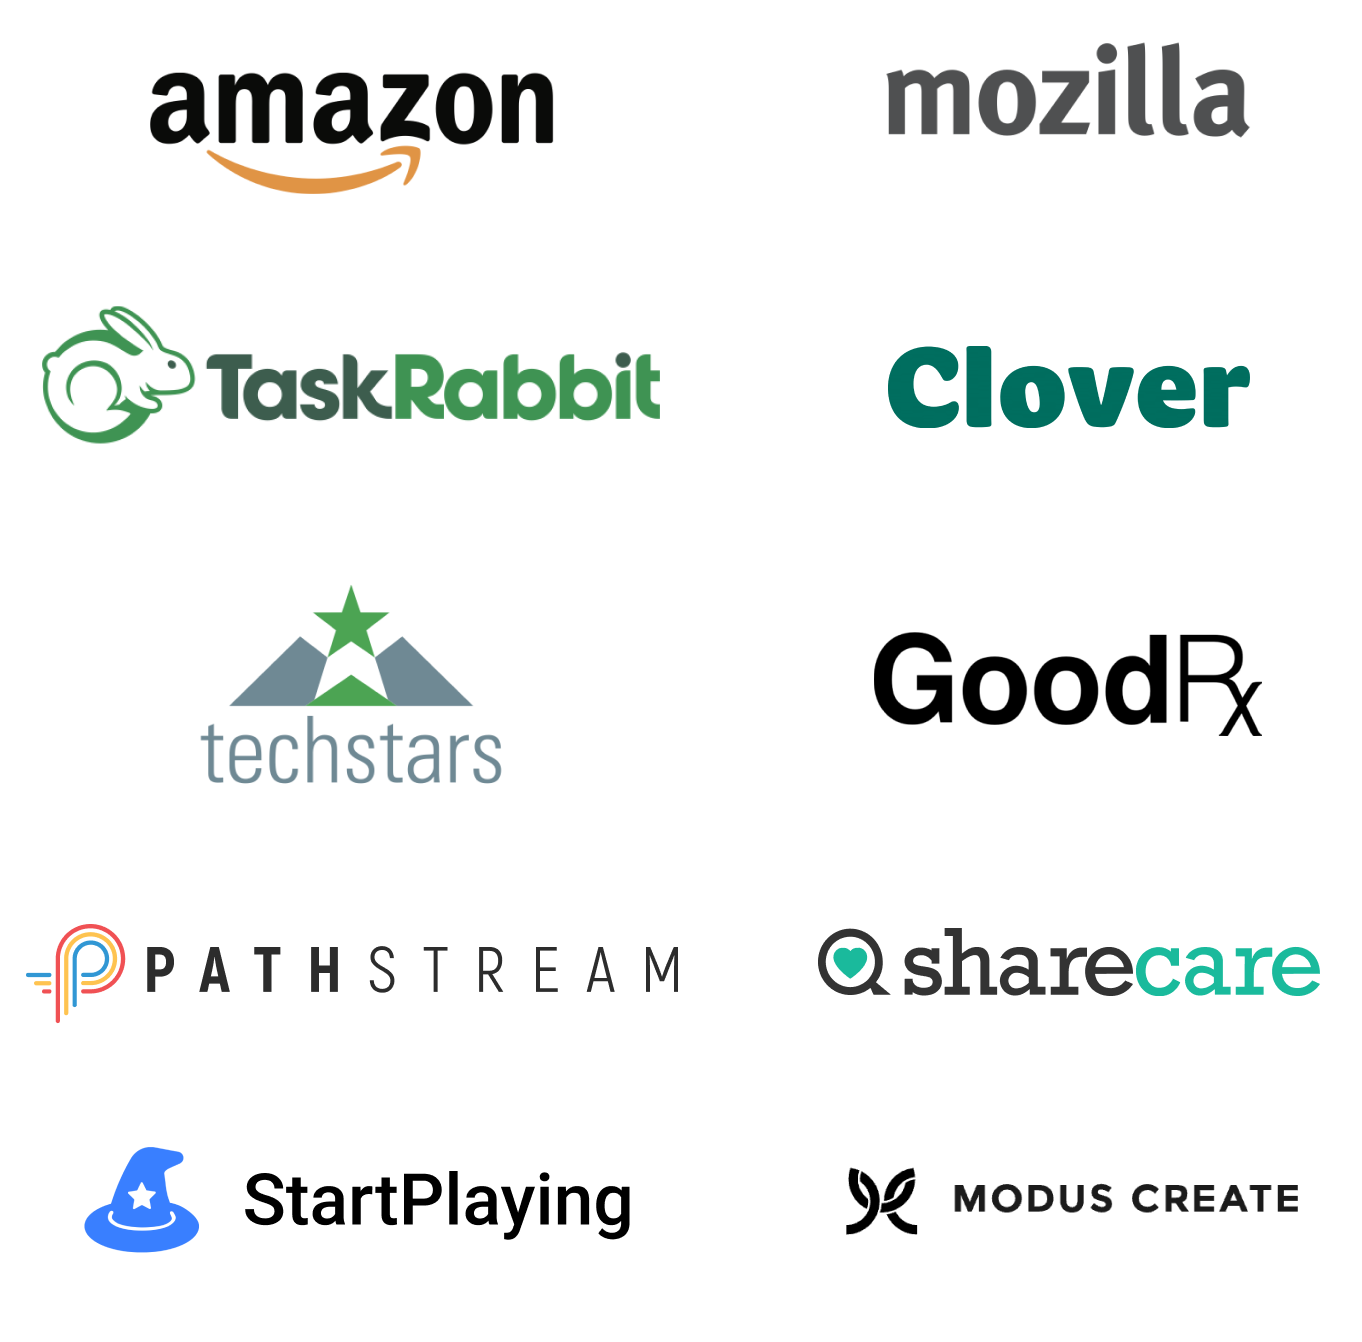 amazon
mozilla
TaskRabbit
Clover
techstars
GoodRx
PATHSTREAM
sharecare
StartPlaying
MODUS CREATE